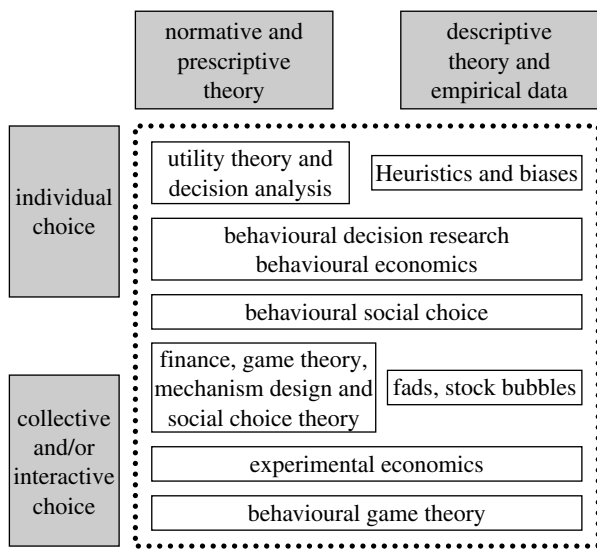 normative and
prescriptive
theory
descriptive
theory and
empirical data
individual
choice
utility theory and
decision analysis
Heuristics and biases
behavioural decision research
behavioural economics
behavioural social choice
collective
and/or
interactive
choice
finance, game theory,
mechanism design and
social choice theory
fads, stock bubbles
experimental economics
behavioural game theory